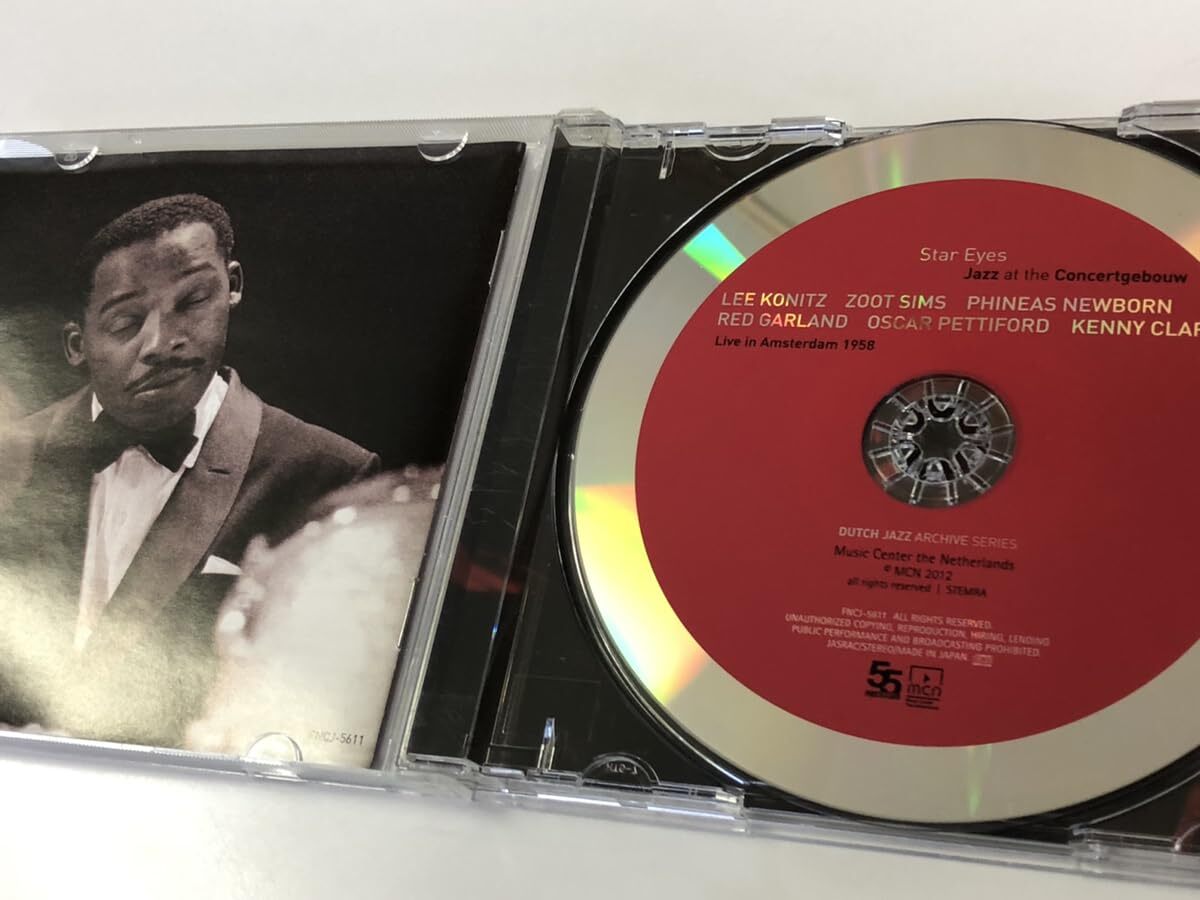 Star Eyes
Jazz at the Concertgebouw
LEE KONITZ ZOOT SIMS PHINEAS NEWBORN
RED GARLAND OSCAR PETTIFORD KENNY CLAR
Live in Amsterdam 1958
DUTCH JAZZ ARCHIVE SERIES
Music Center the Netherlands
© MCN 2012
all rights reserved | STEMRA
FNCJ-5611 ALL RIGHTS RESERVED.
UNAUTHORIZED COPYING, REPRODUCTION, HIRING, LENDING
PUBLIC PERFORMANCE AND BROADCASTING PROHIBITED.
JASRAC/STEREO/MADE IN JAPAN
55
mcn
FNCJ-5611